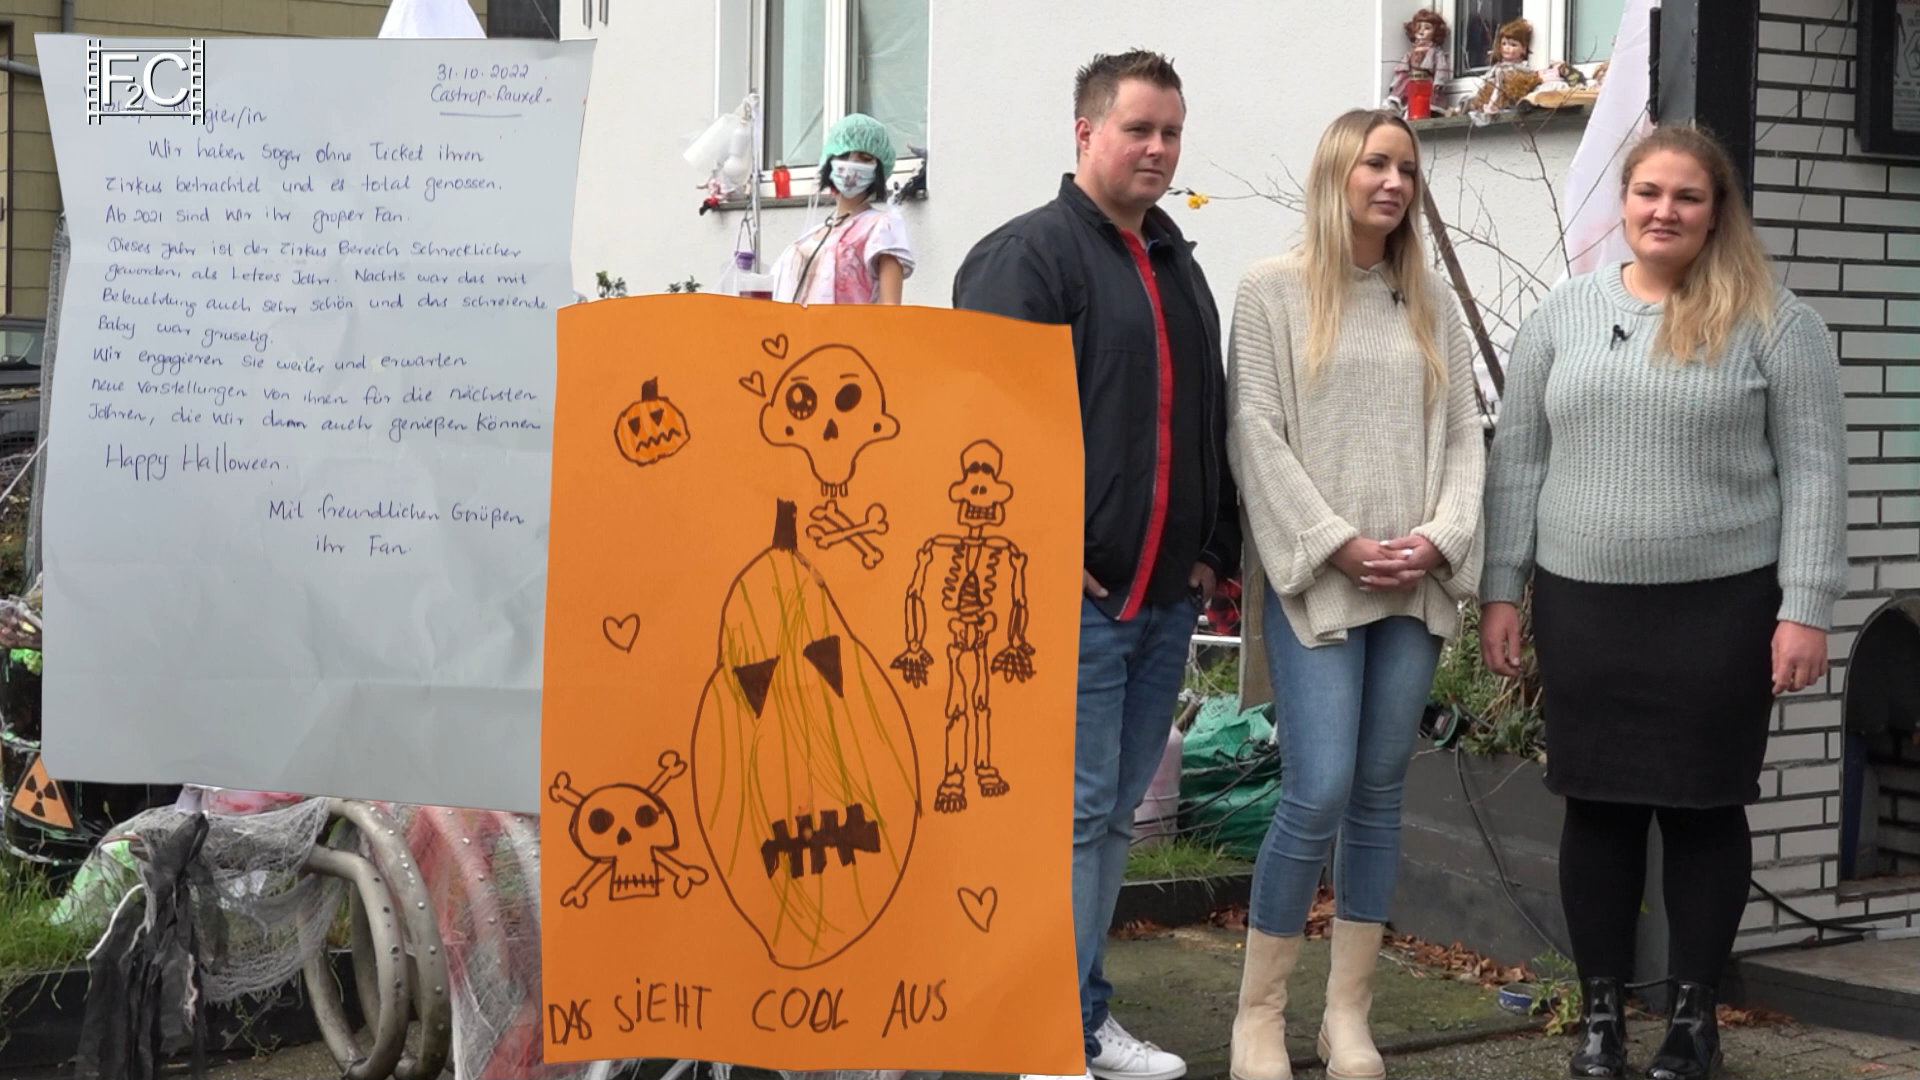 F2C
31.10.2022
Castrop-Rauxel.
Wir haben Sogar ohne Ticket ihren
Zirkus betrachtet und es total genossen.
Ab 2021 sind wir ihr großer Fan.
Dieses Jahr ist der Zirkus Bereich Schrecklicher
geworden, als Letzes Jahr. Nachts war das mit
Beleuchtung auch sehr schön und das schreiende
Baby war gruselig.
Wir engagieren Sie weiter und erwarten
neue Vorstellungen von ihnen für die nächsten
Jahren, die wir dann auch genießen können
Happy Halloween.
Mit freundlichen Grüßen
ihr Fan.
DAS SiEHT COOL AUS